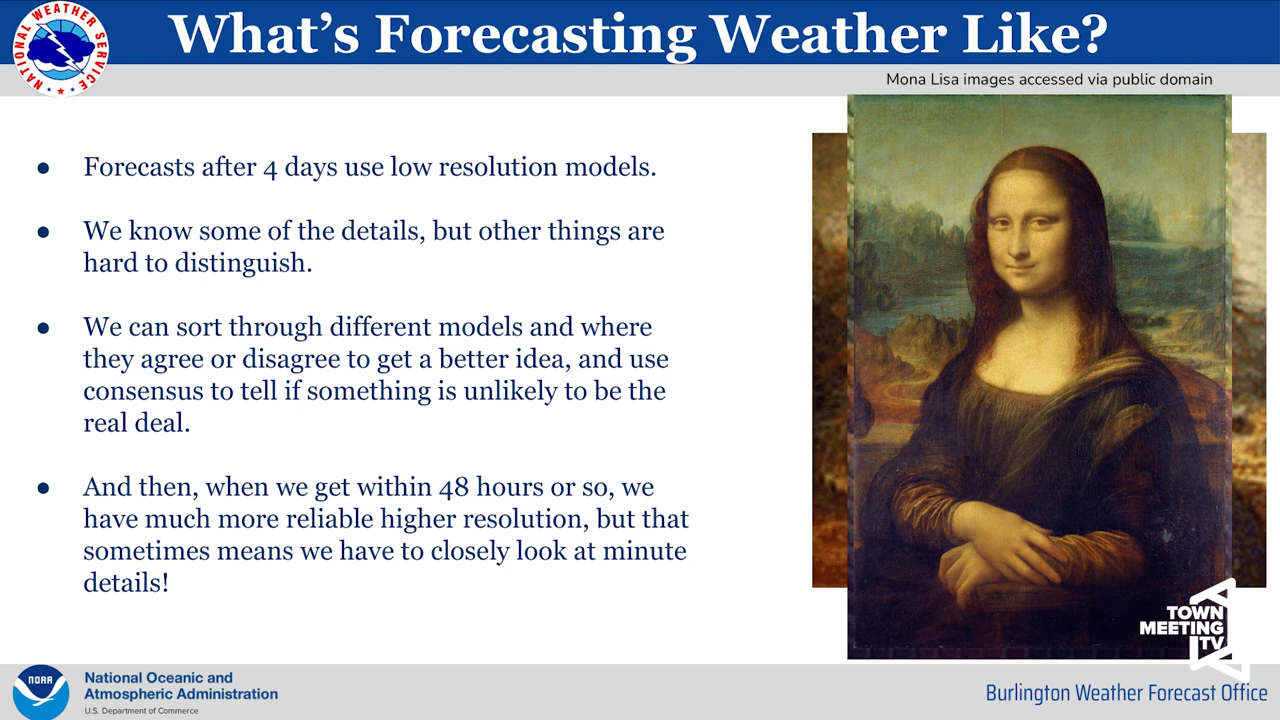 NATIONAL WEATHER SERVICE
What's Forecasting Weather Like?
Mona Lisa images accessed via public domain
● Forecasts after 4 days use low resolution models.
● We know some of the details, but other things are
hard to distinguish.
● We can sort through different models and where
they agree or disagree to get a better idea, and use
consensus to tell if something is unlikely to be the
real deal.
● And then, when we get within 48 hours or so, we
have much more reliable higher resolution, but that
sometimes means we have to closely look at minute
details!
TOWN
MEETING
TV
NOAA
National Oceanic and
Atmospheric Administration
U.S. Department of Commerce
Burlington Weather Forecast Office